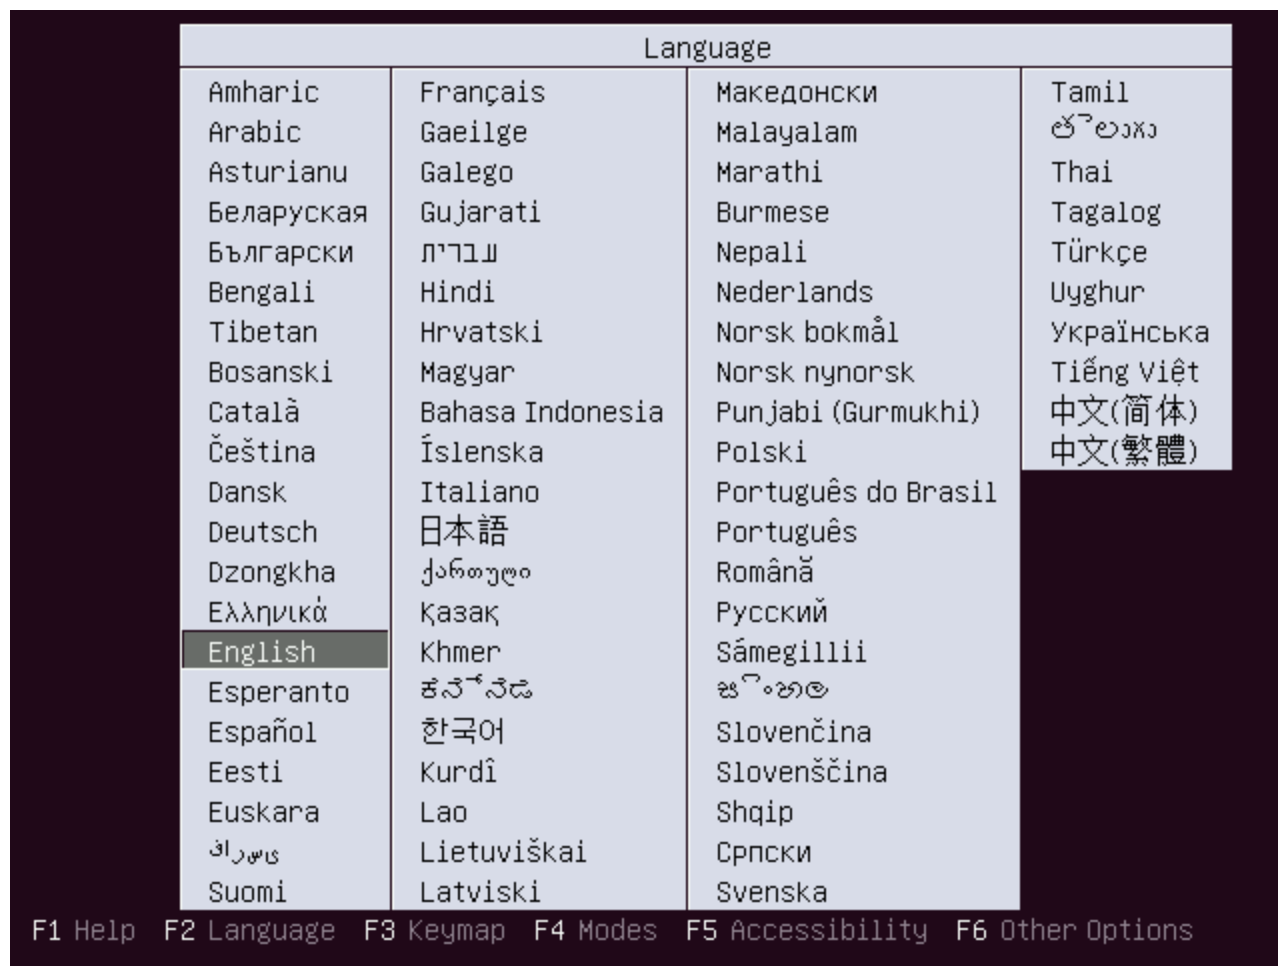 Language
Amharic
Arabic
Asturianu
Беларуская
Български
Bengali
Tibetan
Bosanski
Català
Čeština
Dansk
Deutsch
Dzongkha
Ελληνικά
English
Esperanto
Español
Eesti
Euskara
ىسراف
Suomi
Français
Gaeilge
Galego
Gujarati
עברית
Hindi
Hrvatski
Magyar
Bahasa Indonesia
Íslenska
Italiano
日本語
ქართული
Қазақ
Khmer
ಕನ್ನಡ
한국어
Kurdî
Lao
Lietuviškai
Latviski
Македонски
Malayalam
Marathi
Burmese
Nepali
Nederlands
Norsk bokmål
Norsk nynorsk
Punjabi (Gurmukhi)
Polski
Português do Brasil
Português
Română
Русский
Sámegillii
සිංහල
Slovenčina
Slovenščina
Shqip
Српски
Svenska
Tamil
తెలుగు
Thai
Tagalog
Türkçe
Uyghur
Українська
Tiếng Việt
中文(简体)
中文(繁體)
F1 Help F2 Language F3 Keymap F4 Modes F5 Accessibility F6 Other Options